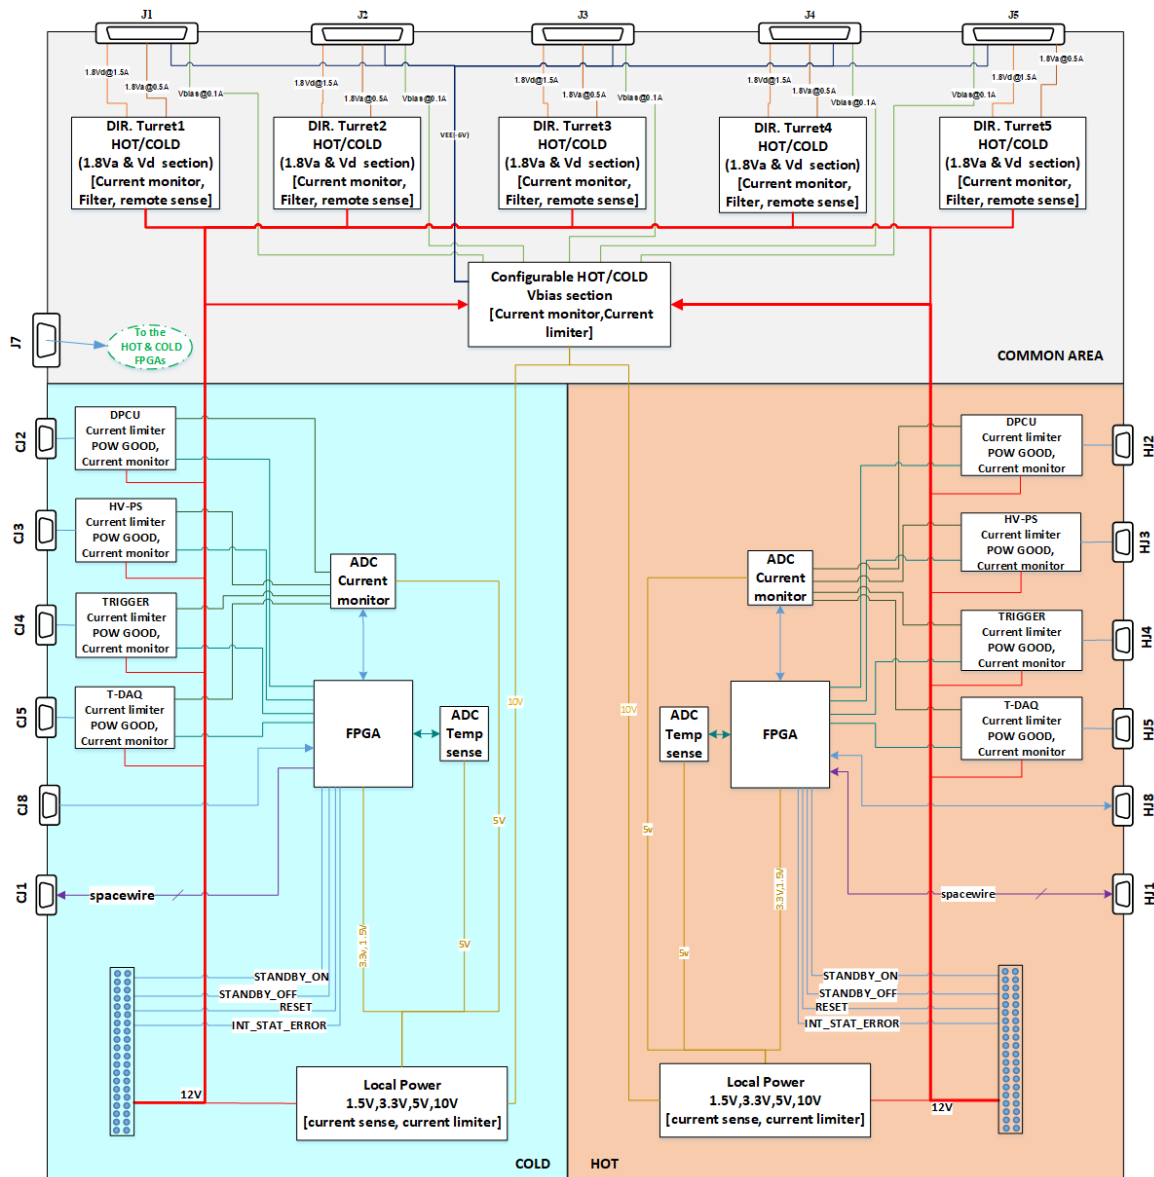 J1
J2
J3
J4
J5
1.8Vd@1.5A
1.8Va@0.5A
Vbias@0.1A
1.8Vd@1.5A
1.8Va@0.5A
Vbias@0.1A
1.8Vd@1.5A
1.8Va@0.5A
Vbias@0.1A
1.8Vd@1.5A
1.8Va@0.5A
Vbias@0.1A
Vbias@0.1A
1.8Vd@1.5A
1.8Va@0.5A
DIR. Turret1
HOT/COLD
(1.8Va & Vd section)
[Current monitor,
Filter, remote sense]
DIR. Turret2
HOT/COLD
(1.8Va & Vd section)
[Current monitor,
Filter, remote sense]
VEE(-6V)
DIR. Turret3
HOT/COLD
(1.8Va & Vd section)
[Current monitor,
Filter, remote sense]
DIR. Turret4
HOT/COLD
(1.8Va & Vd section)
[Current monitor,
Filter, remote sense]
DIR. Turret5
HOT/COLD
(1.8Va & Vd section)
[Current monitor,
Filter, remote sense]
Configurable HOT/COLD
Vbias section
[Current monitor,Current
limiter]
J7
To the
HOT & COLD
FPGAs
COMMON AREA
CJ2
DPCU
Current limiter
POW GOOD,
Current monitor
CJ3
HV-PS
Current limiter
POW GOOD,
Current monitor
CJ4
TRIGGER
Current limiter
POW GOOD,
Current monitor
CJ5
T-DAQ
Current limiter
POW GOOD,
Current monitor
ADC
Current
monitor
FPGA
ADC
Temp
sense
10V
5V
CJ8
CJ1
spacewire
3.3v, 1.5V
5V
STANDBY_ON
STANDBY_OFF
RESET
INT_STAT_ERROR
12V
Local Power
1.5V,3.3V,5V,10V
[current sense, current limiter]
COLD
DPCU
Current limiter
POW GOOD,
Current monitor
HJ2
HV-PS
Current limiter
POW GOOD,
Current monitor
HJ3
TRIGGER
Current limiter
POW GOOD,
Current monitor
HJ4
T-DAQ
Current limiter
POW GOOD,
Current monitor
HJ5
ADC
Current
monitor
10V
ADC
Temp
sense
FPGA
5v
HJ8
3.3V,1.5V
spacewire
HJ1
5v
STANDBY_ON
STANDBY_OFF
RESET
INT_STAT_ERROR
Local Power
1.5V,3.3V,5V,10V
[current sense, current limiter]
12V
HOT